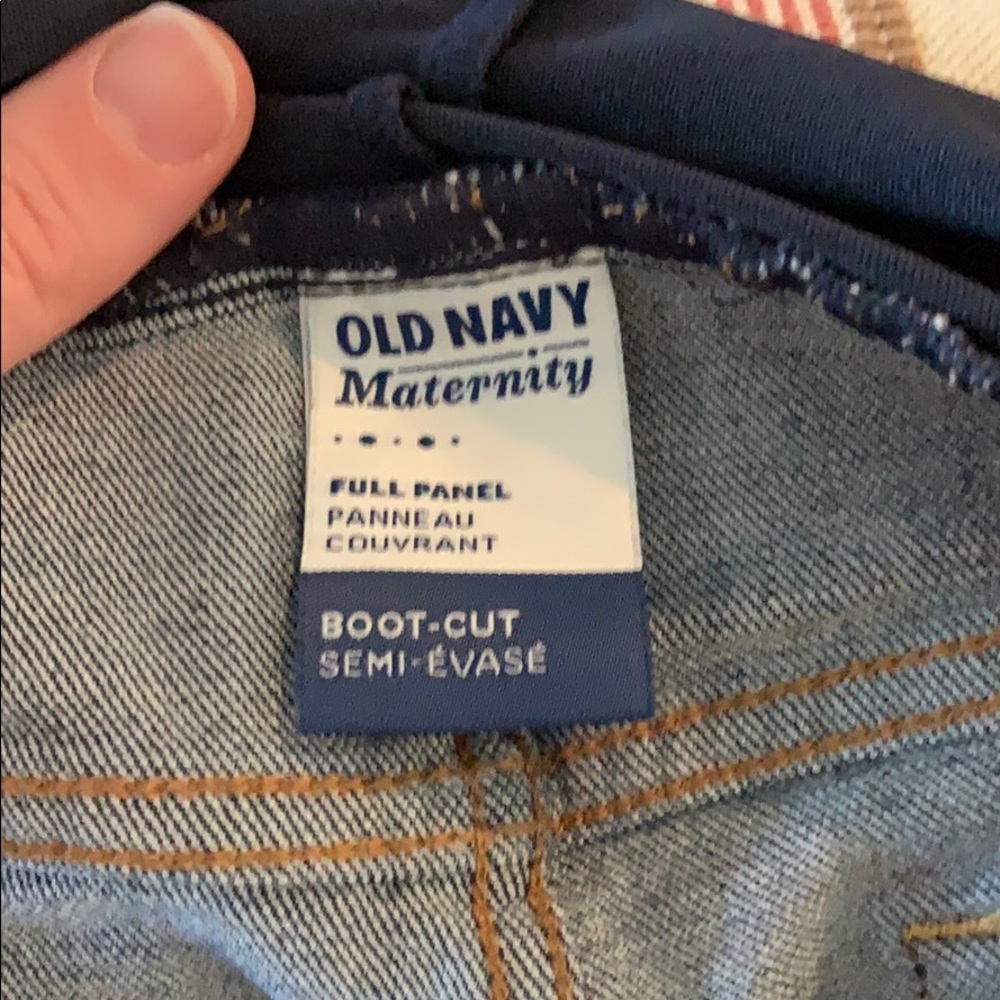 OLD NAVY
Maternity
FULL PANEL
PANNEAU
COUVRANT
BOOT-CUT
SEMI-ÉVASÉ